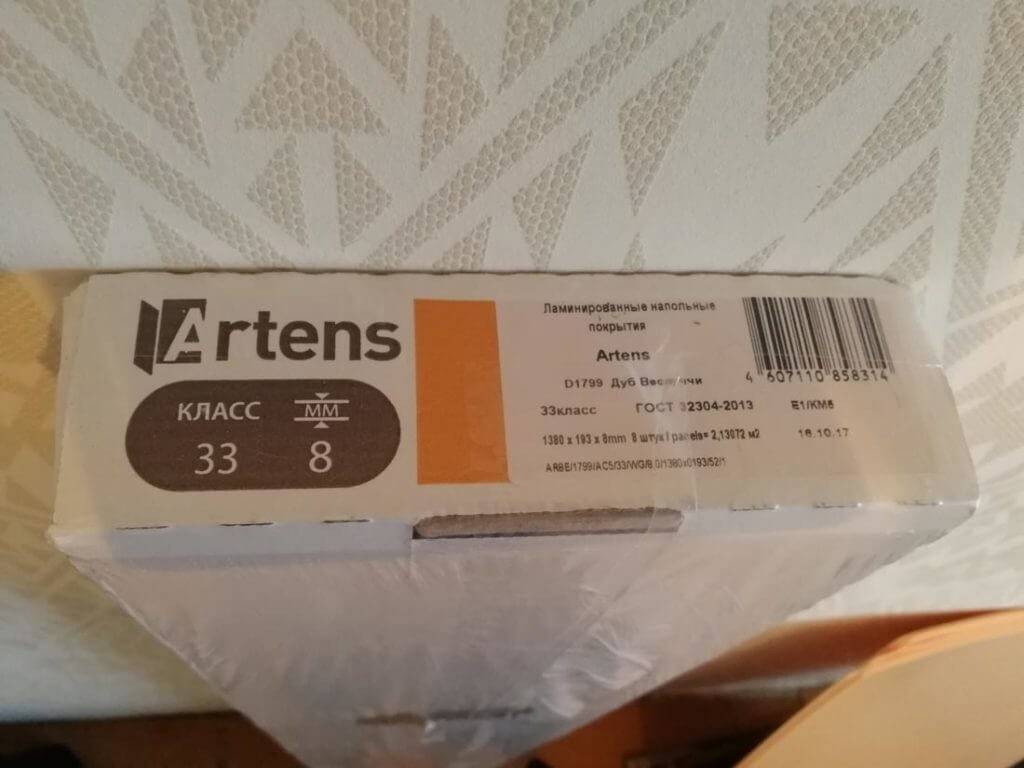 Artens
КЛАСС ММ
33 8
Ламинированные напольные
покрытия
Artens
D1799 Дуб
33класс ГОСТ 32304-2013 E1/КМ5
1380 x 193 x 8mm 8 штук / panels= 2,13072 м2
16.10.17
ARBE/1799/AC5/33/WG/8.0/1380x0193/52/1
4 607110 858314